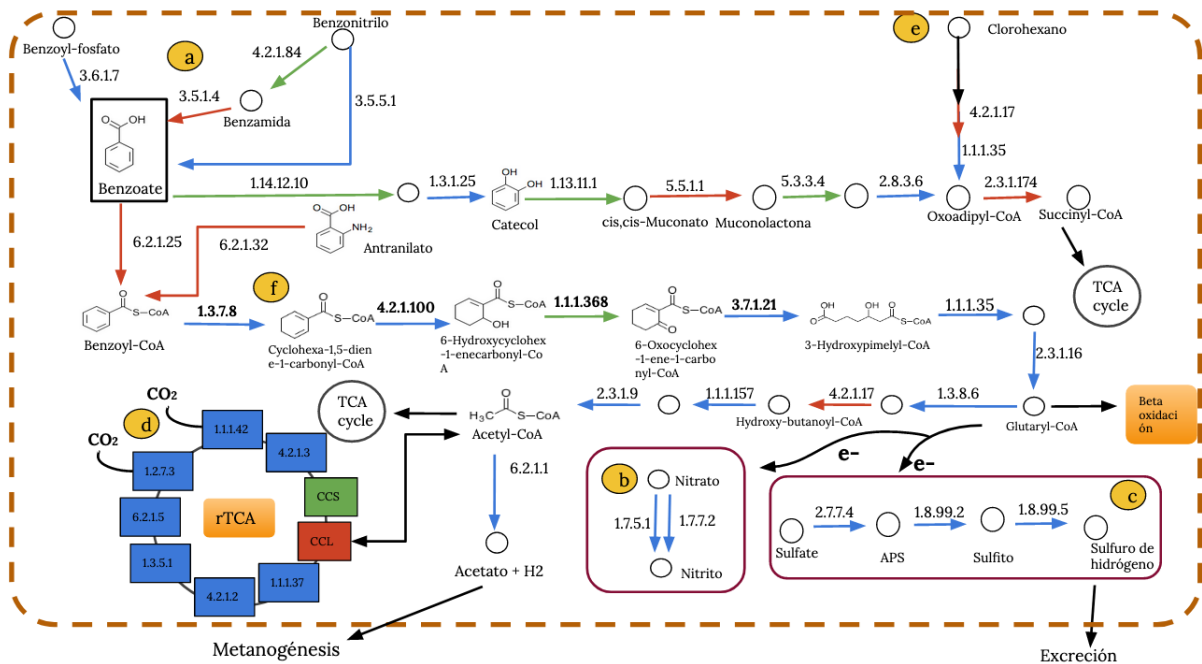 Benzonitrilo
Clorohexano
Benzoyl-fosfato
a
e
4.2.1.84
3.6.1.7
3.5.1.4
3.5.5.1
Benzamida
4.2.1.17
1.1.1.35
O
OH
Benzoate
1.14.12.10
1.3.1.25
OH
OH
Catecol
1.13.11.1
cis,cis-Muconato
5.5.1.1
Muconolactona
5.3.3.4
2.8.3.6
Oxoadipyl-CoA
2.3.1.174
Succinyl-CoA
TCA
cycle
6.2.1.25
6.2.1.32
O
OH
NH₂
Antranilato
f
O
S-CoA
Benzoyl-CoA
1.3.7.8
O
S-CoA
Cyclohexa-1,5-dien
e-1-carbonyl-CoA
4.2.1.100
O
S-CoA
OH
6-Hydroxycyclohex
-1-enecarbonyl-Co
A
1.1.1.368
O
S-CoA
O
6-Oxocyclohex
-1-ene-1-carbo
nyl-CoA
3.7.1.21
OH
O
OH
O
S-CoA
3-Hydroxypimelyl-CoA
1.1.1.35
2.3.1.16
Glutaryl-CoA
Beta
oxidaci
ón
1.3.8.6
4.2.1.17
Hydroxy-butanoyl-CoA
1.1.1.157
2.3.1.9
O
H₃C
S-CoA
Acetyl-CoA
TCA
cycle
6.2.1.1
Acetato + H2
Metanogénesis
CO₂
CO₂
d
1.1.1.42
4.2.1.3
1.2.7.3
CCS
6.2.1.5
rTCA
CCL
1.3.5.1
1.1.1.37
4.2.1.2
e-
e-
b
Nitrato
1.7.5.1
1.7.7.2
Nitrito
c
2.7.7.4
1.8.99.2
1.8.99.5
Sulfate
APS
Sulfito
Sulfuro de
hidrógeno
Excreción